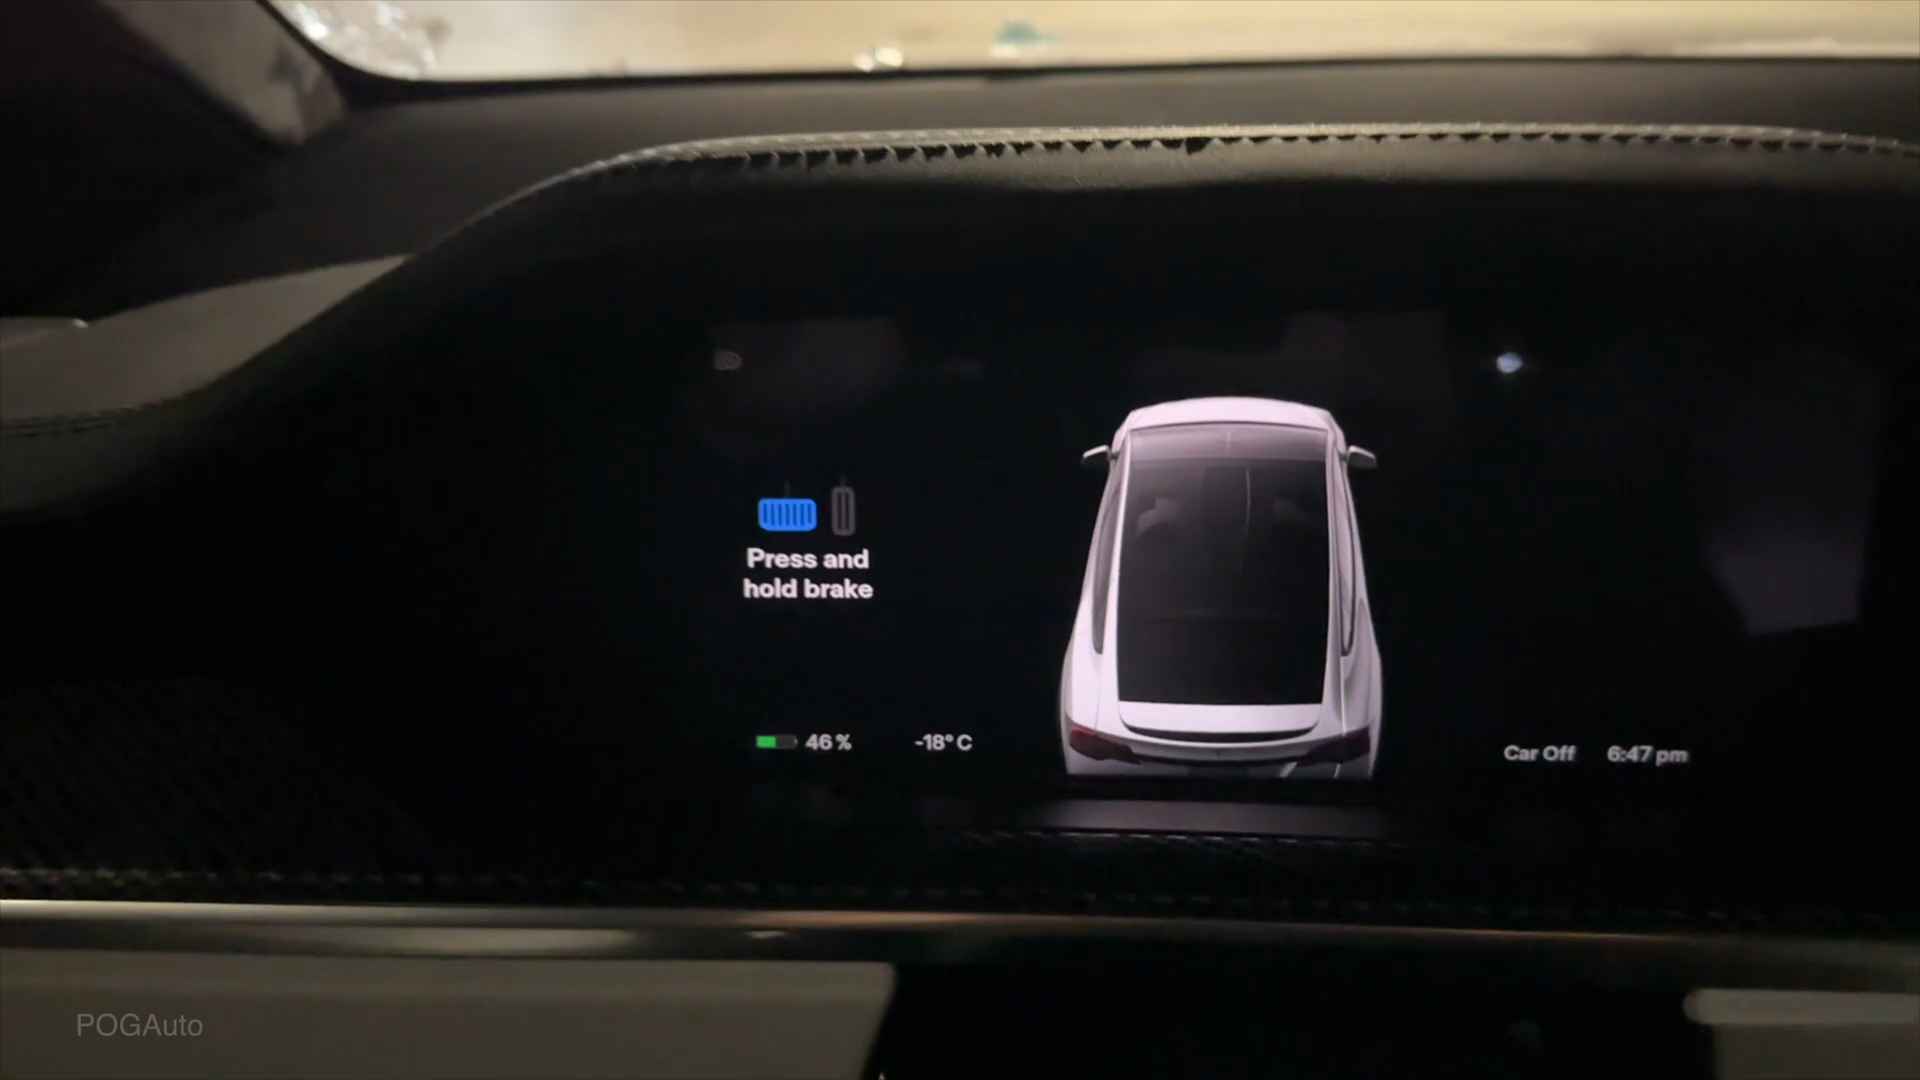 Press and
hold brake
46 %
-18° C
Car Off
6:47 pm
POGAuto